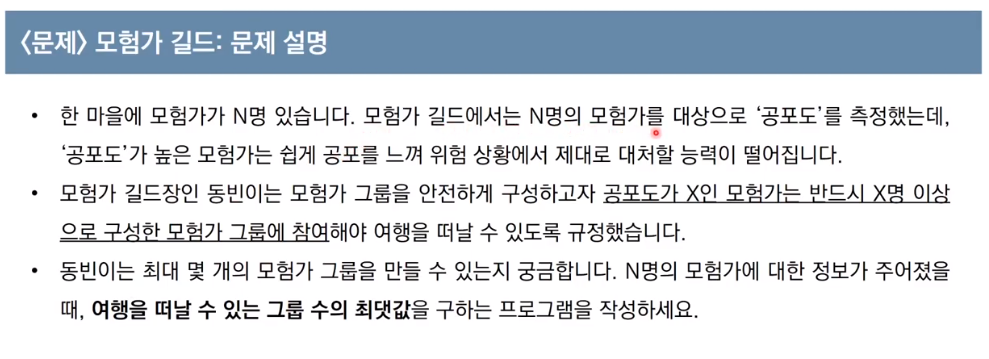 <문제> 모험가 길드: 문제 설명
• 한 마을에 모험가가 N명 있습니다. 모험가 길드에서는 N명의 모험가를 대상으로 ‘공포도’를 측정했는데,
‘공포도’가 높은 모험가는 쉽게 공포를 느껴 위험 상황에서 제대로 대처할 능력이 떨어집니다.
• 모험가 길드장인 동빈이는 모험가 그룹을 안전하게 구성하고자 공포도가 X인 모험가는 반드시 X명 이상
으로 구성한 모험가 그룹에 참여해야 여행을 떠날 수 있도록 규정했습니다.
• 동빈이는 최대 몇 개의 모험가 그룹을 만들 수 있는지 궁금합니다. N명의 모험가에 대한 정보가 주어졌을
때, 여행을 떠날 수 있는 그룹 수의 최댓값을 구하는 프로그램을 작성하세요.